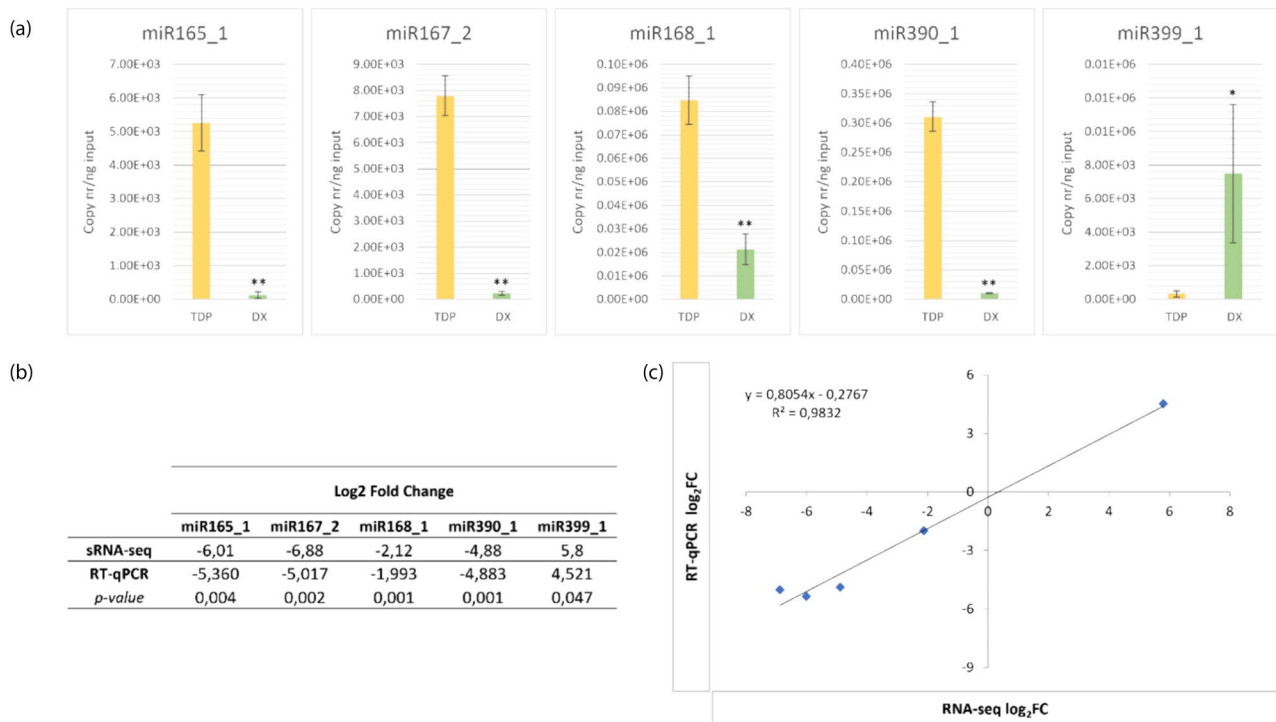 (a)
miR165_1
Copy nr/ng input
7.00E+03
6.00E+03
5.00E+03
4.00E+03
3.00E+03
2.00E+03
1.00E+03
0.00E+00
**
TDP DX
miR167_2
Copy nr/ng input
9.00E+03
8.00E+03
7.00E+03
6.00E+03
5.00E+03
4.00E+03
3.00E+03
2.00E+03
1.00E+03
0.00E+00
**
TDP DX
miR168_1
Copy nr/ng input
0.10E+06
0.09E+06
0.08E+06
0.07E+06
0.06E+06
0.05E+06
0.04E+06
0.03E+06
0.02E+06
0.01E+06
0.00E+00
**
TDP DX
miR390_1
Copy nr/ng input
0.40E+06
0.35E+06
0.30E+06
0.25E+06
0.20E+06
0.15E+06
0.10E+06
0.05E+06
0.00E+00
**
TDP DX
miR399_1
Copy nr/ng input
0.01E+06
0.01E+06
0.01E+06
8.00E+03
6.00E+03
4.00E+03
2.00E+03
0.00E+00
*
TDP DX
(b)
Log2 Fold Change
miR165_1 miR167_2 miR168_1 miR390_1 miR399_1
sRNA-seq -6,01 -6,88 -2,12 -4,88 5,8
RT-qPCR -5,360 -5,017 -1,993 -4,883 4,521
p-value 0,004 0,002 0,001 0,001 0,047
(c)
y = 0,8054x - 0,2767
R² = 0,9832
RT-qPCR log₂FC
6
3
0
-3
-6
-9
-8 -6 -4 -2 0 2 4 6 8
RNA-seq log₂FC